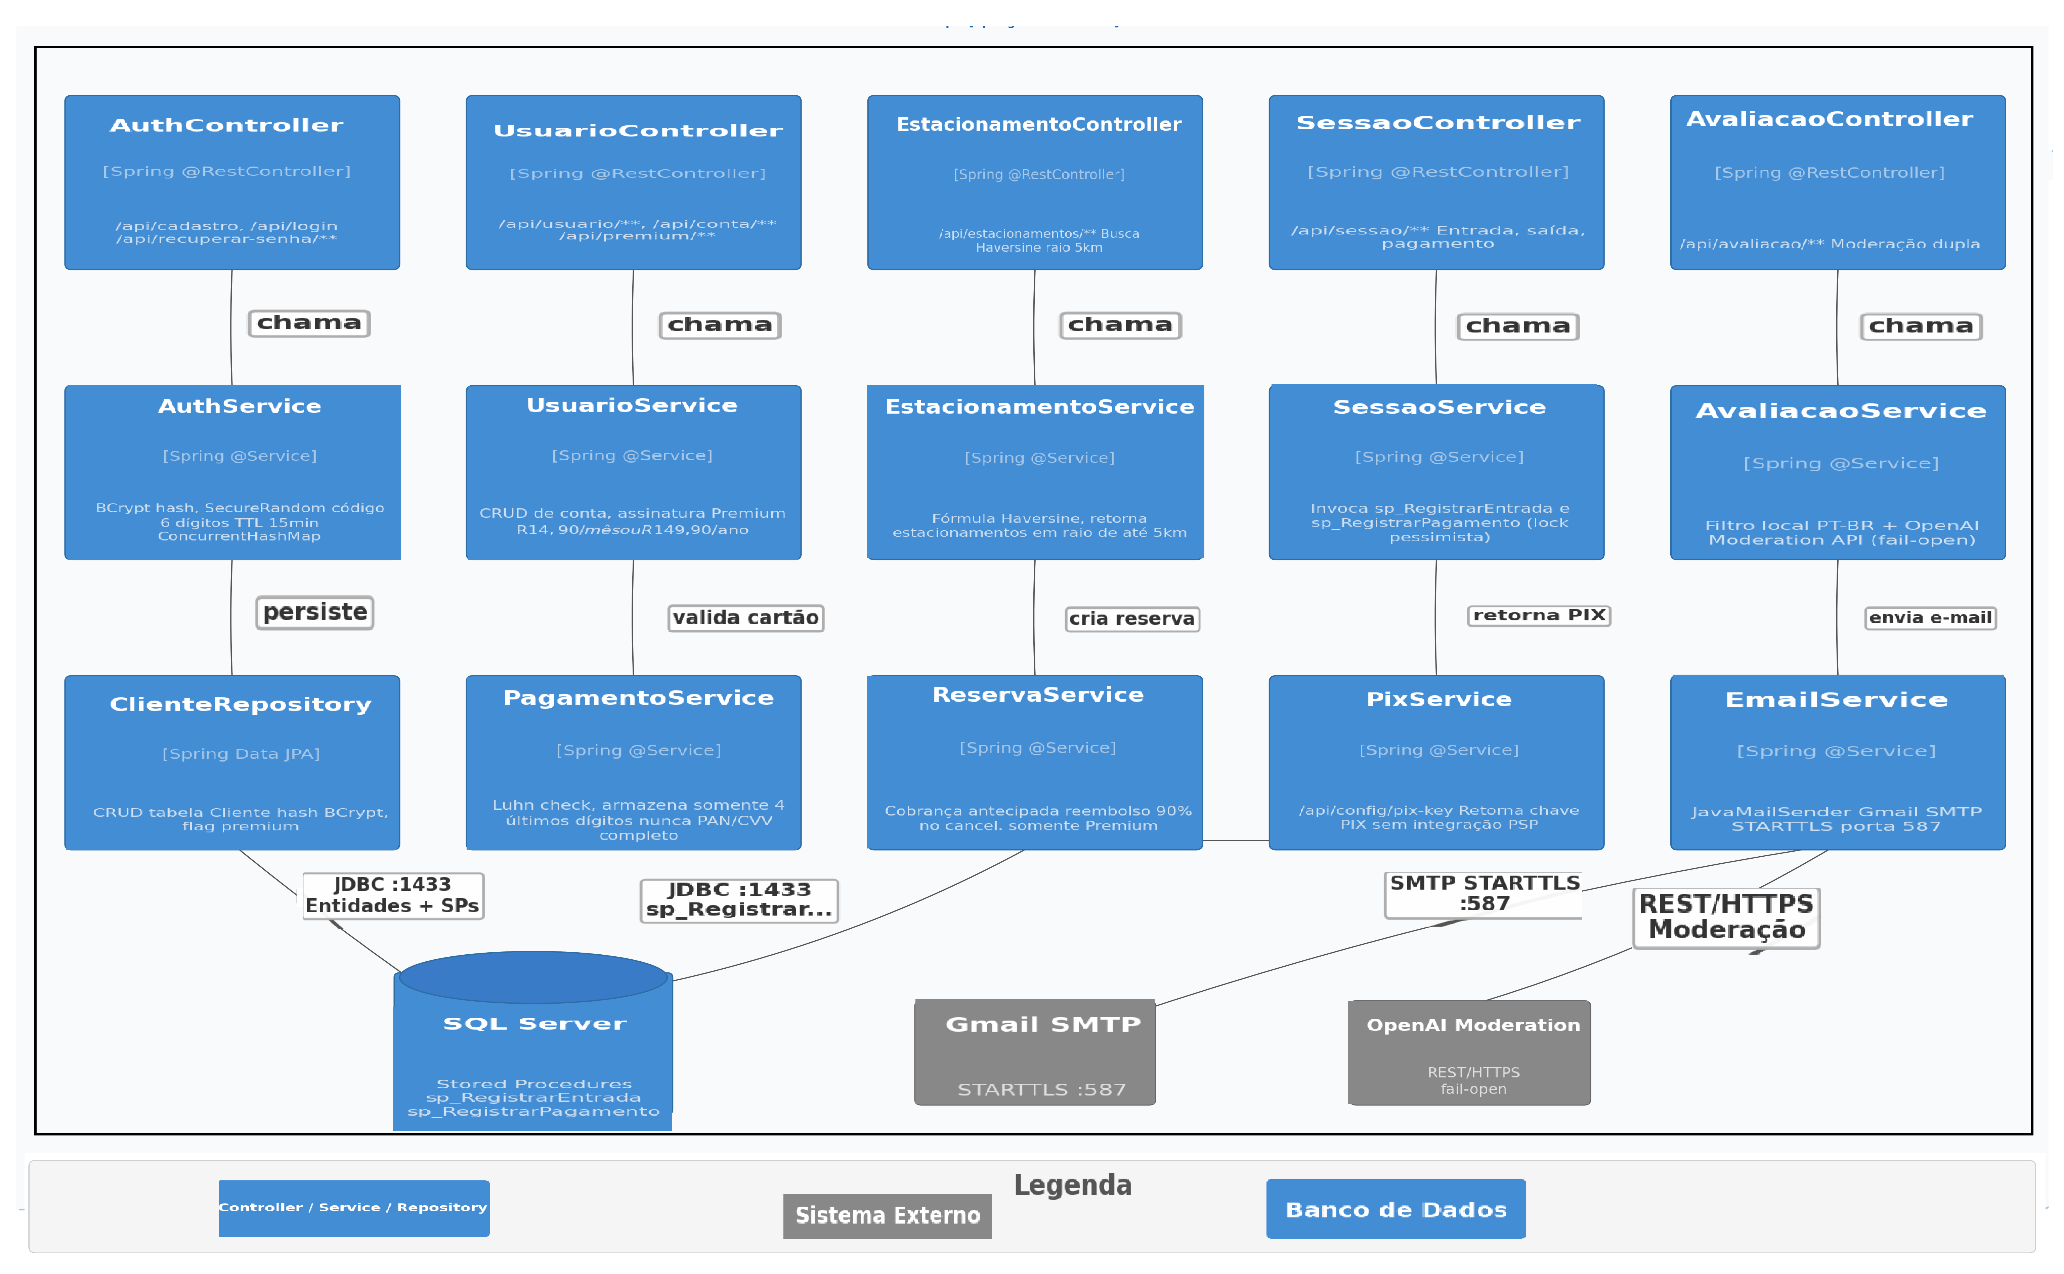 AuthController
[Spring @RestController]
/api/cadastro, /api/login
/api/recuperar-senha/**
UsuarioController
[Spring @RestController]
/api/usuario/**, /api/conta/**
/api/premium/**
EstacionamentoController
[Spring @RestController]
/api/estacionamentos/** Busca
Haversine raio 5km
SessaoController
[Spring @RestController]
/api/sessao/** Entrada, saída,
pagamento
AvaliacaoController
[Spring @RestController]
/api/avaliacao/** Moderação dupla
chama
chama
chama
chama
chama
AuthService
[Spring @Service]
BCrypt hash, SecureRandom código
6 dígitos TTL 15min
ConcurrentHashMap
UsuarioService
[Spring @Service]
CRUD de conta, assinatura Premium
R14, 90/mêsouR149,90/ano
EstacionamentoService
[Spring @Service]
Fórmula Haversine, retorna
estacionamentos em raio de até 5km
SessaoService
[Spring @Service]
Invoca sp_RegistrarEntrada e
sp_RegistrarPagamento (lock
pessimista)
AvaliacaoService
[Spring @Service]
Filtro local PT-BR + OpenAI
Moderation API (fail-open)
persiste
valida cartão
cria reserva
retorna PIX
envia e-mail
ClienteRepository
[Spring Data JPA]
CRUD tabela Cliente hash BCrypt,
flag premium
PagamentoService
[Spring @Service]
Luhn check, armazena somente 4
últimos dígitos nunca PAN/CVV
completo
ReservaService
[Spring @Service]
Cobrança antecipada reembolso 90%
no cancel. somente Premium
PixService
[Spring @Service]
/api/config/pix-key Retorna chave
PIX sem integração PSP
EmailService
[Spring @Service]
JavaMailSender Gmail SMTP
STARTTLS porta 587
JDBC :1433
Entidades + SPs
JDBC :1433
sp_Registrar...
SMTP STARTTLS
:587
REST/HTTPS
Moderação
SQL Server
Stored Procedures
sp_RegistrarEntrada
sp_RegistrarPagamento
Gmail SMTP
STARTTLS :587
OpenAI Moderation
REST/HTTPS
fail-open
Legenda
Controller / Service / Repository
Sistema Externo
Banco de Dados